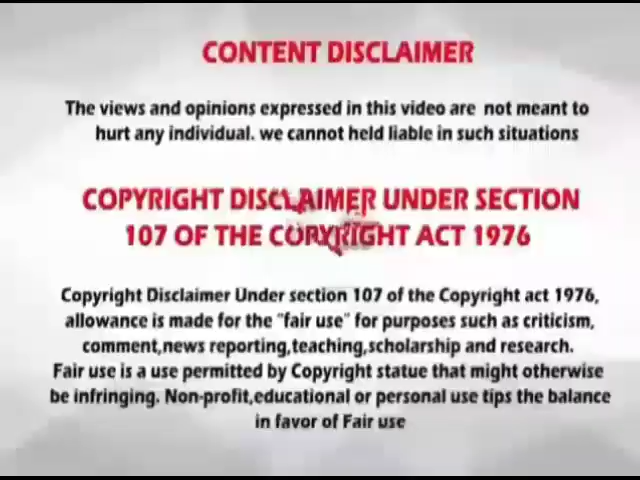 CONTENT DISCLAIMER
The views and opinions expressed in this video are not meant to
hurt any individual. we cannot held liable in such situations
COPYRIGHT DISCLAIMER UNDER SECTION
107 OF THE COPYRIGHT ACT 1976
Copyright Disclaimer Under section 107 of the Copyright act 1976,
allowance is made for the "fair use" for purposes such as criticism,
comment,news reporting,teaching,scholarship and research.
Fair use is a use permitted by Copyright statue that might otherwise
be infringing. Non-profit,educational or personal use tips the balance
in favor of Fair use